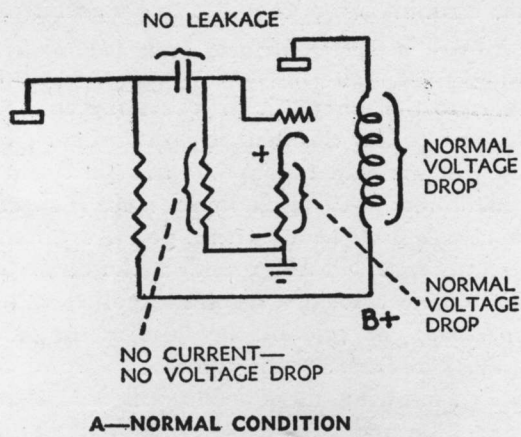 NO LEAKAGE
+
−
NORMAL
VOLTAGE
DROP
NORMAL
VOLTAGE
DROP
B+
NO CURRENT—
NO VOLTAGE DROP
A—NORMAL CONDITION